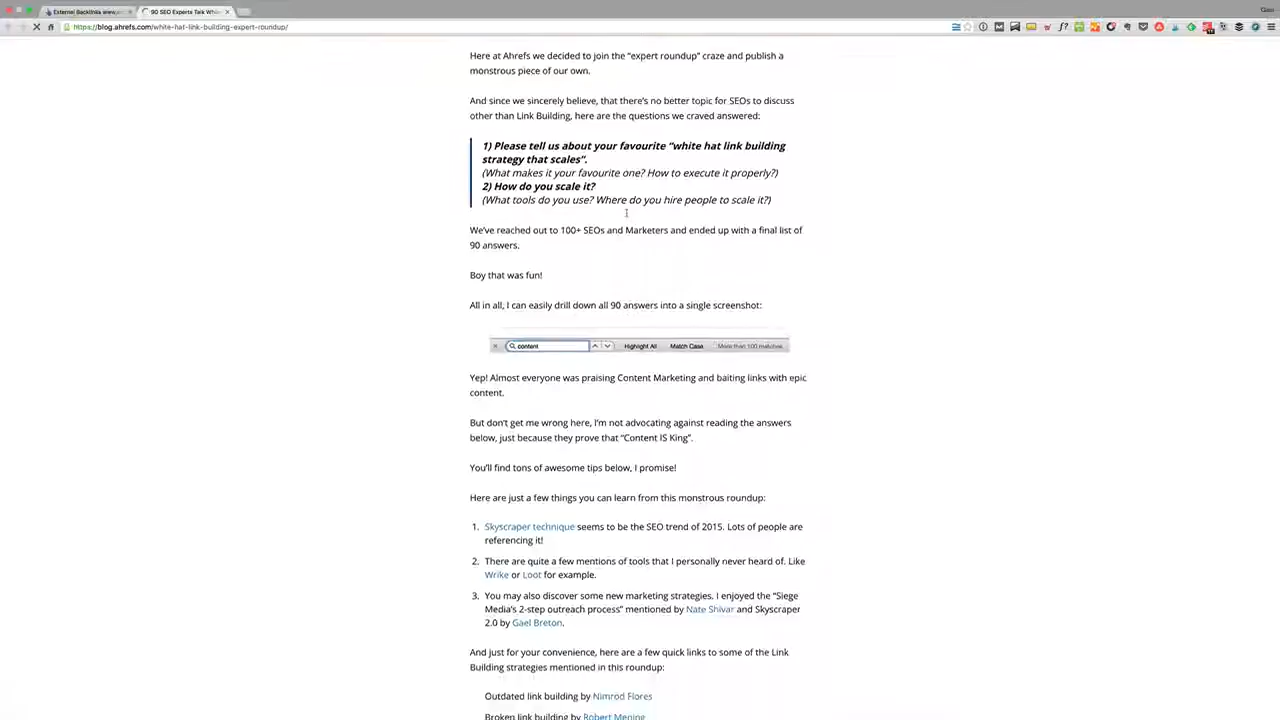 External Backlinks www.
90 SEO Experts Talk Whit
https://blog.ahrefs.com/white-hat-link-building-expert-roundup/
Here at Ahrefs we decided to join the “expert roundup” craze and publish a
monstrous piece of our own.
And since we sincerely believe, that there’s no better topic for SEOs to discuss
other than Link Building, here are the questions we craved answered:
1) Please tell us about your favourite “white hat link building
strategy that scales”.
(What makes it your favourite one? How to execute it properly?)
2) How do you scale it?
(What tools do you use? Where do you hire people to scale it?)
We’ve reached out to 100+ SEOs and Marketers and ended up with a final list of
90 answers.
Boy that was fun!
All in all, I can easily drill down all 90 answers into a single screenshot:
content Highlight All Match Case More than 100 matches
Yep! Almost everyone was praising Content Marketing and baiting links with epic
content.
But don’t get me wrong here, I’m not advocating against reading the answers
below, just because they prove that “Content IS King”.
You’ll find tons of awesome tips below, I promise!
Here are just a few things you can learn from this monstrous roundup:
1. Skyscraper technique seems to be the SEO trend of 2015. Lots of people are
referencing it!
2. There are quite a few mentions of tools that I personally never heard of. Like
Wrike or Loot for example.
3. You may also discover some new marketing strategies. I enjoyed the “Siege
Media’s 2-step outreach process” mentioned by Nate Shivar and Skyscraper
2.0 by Gael Breton.
And just for your convenience, here are a few quick links to some of the Link
Building strategies mentioned in this roundup:
Outdated link building by Nimrod Flores
Broken link building by Robert Mening